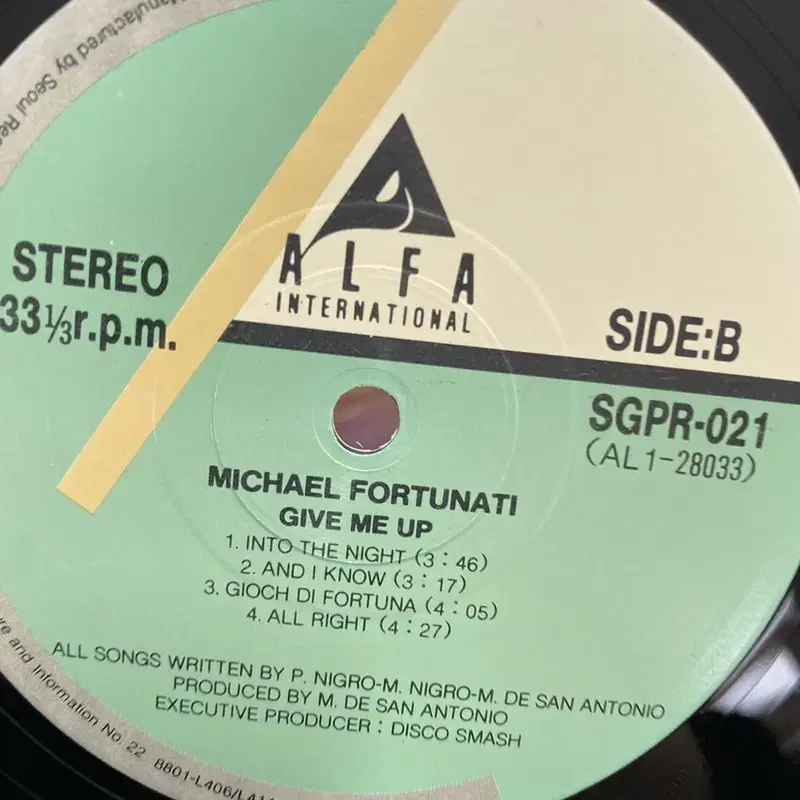 Manufactured by Seoul Re
ALFA
INTERNATIONAL
STEREO
33⅓r.p.m.
SIDE:B
SGPR-021
(AL1-28033)
MICHAEL FORTUNATI
GIVE ME UP
1. INTO THE NIGHT (3 : 46)
2. AND I KNOW (3 : 17)
3. GIOCH DI FORTUNA (4 : 05)
4. ALL RIGHT (4 : 27)
ALL SONGS WRITTEN BY P. NIGRO-M. NIGRO-M. DE SAN ANTONIO
PRODUCED BY M. DE SAN ANTONIO
EXECUTIVE PRODUCER : DISCO SMASH
and Information No. 22 8801-L406/L41